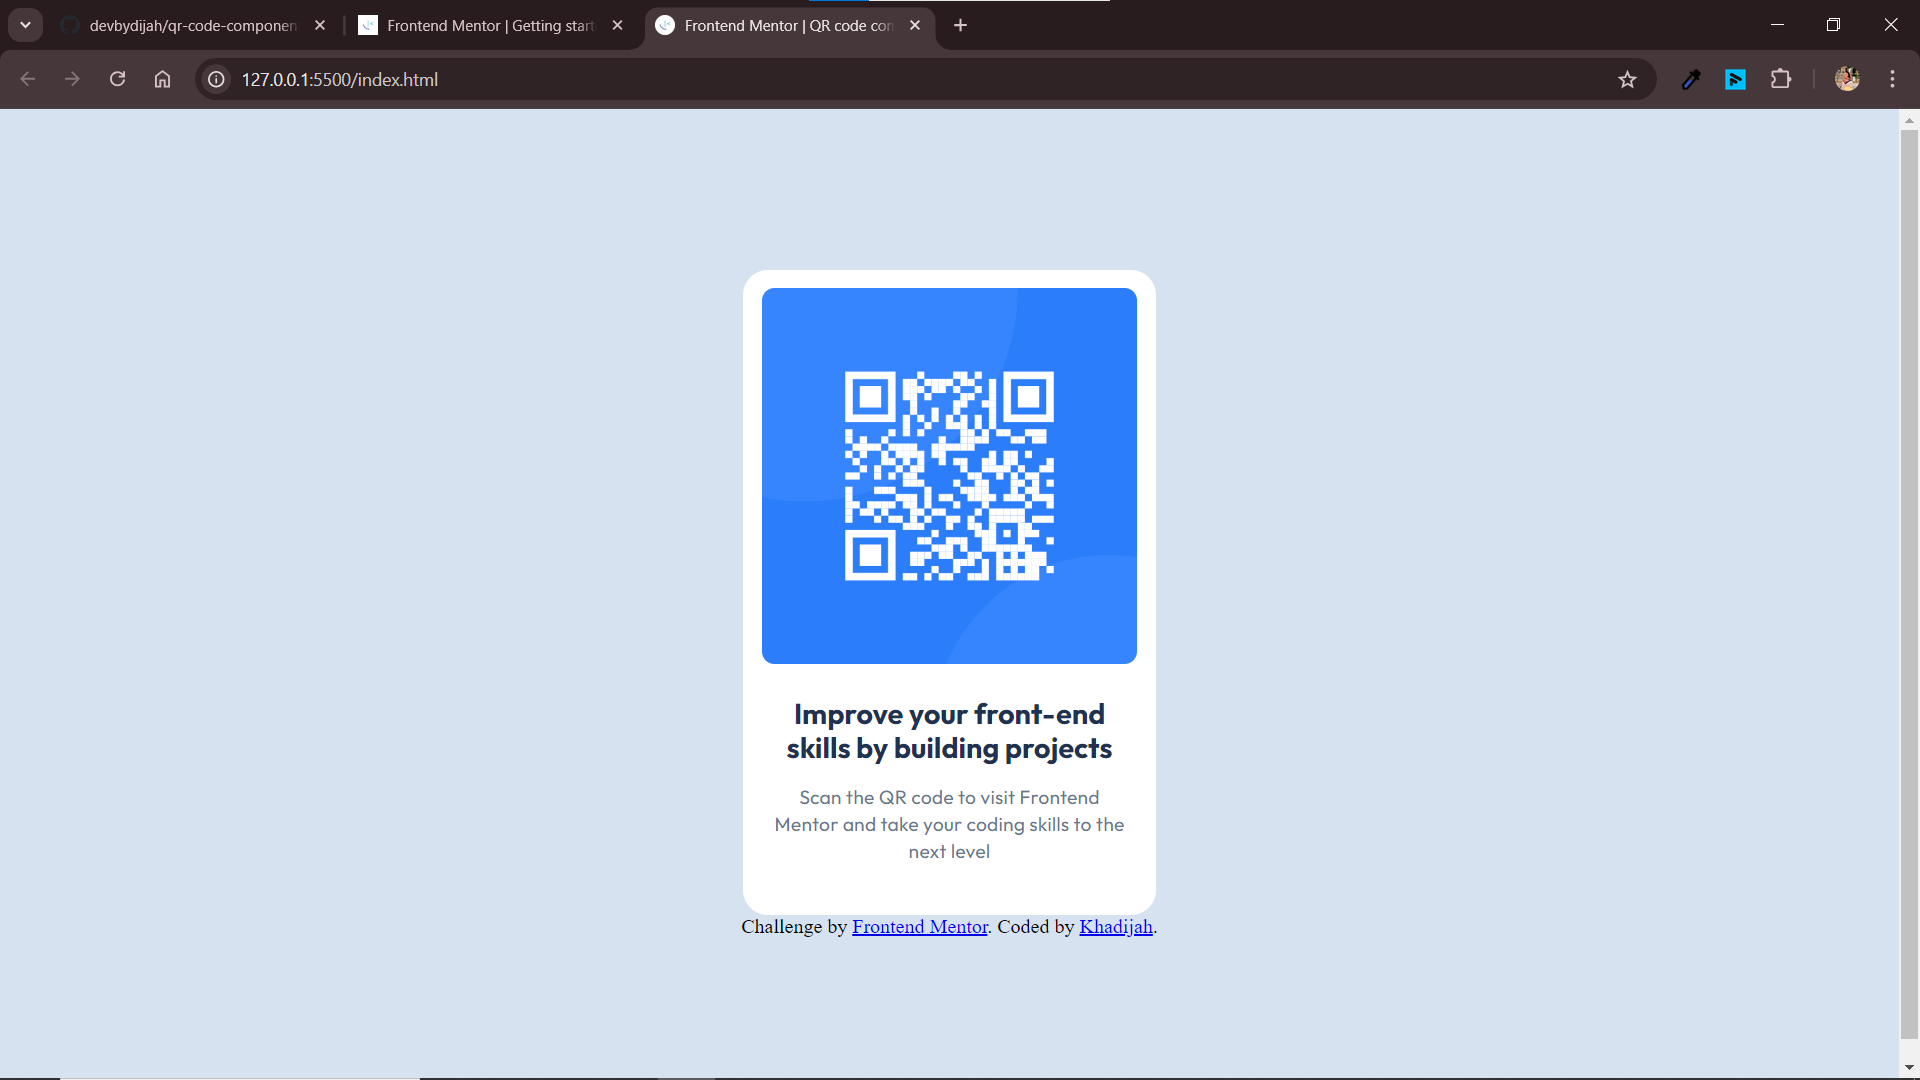 devbydijah/qr-code-componen
Frontend Mentor | Getting start
Frontend Mentor | QR code com
127.0.0.1:5500/index.html
Improve your front-end
skills by building projects
Scan the QR code to visit Frontend
Mentor and take your coding skills to the
next level
Challenge by Frontend Mentor. Coded by Khadijah.